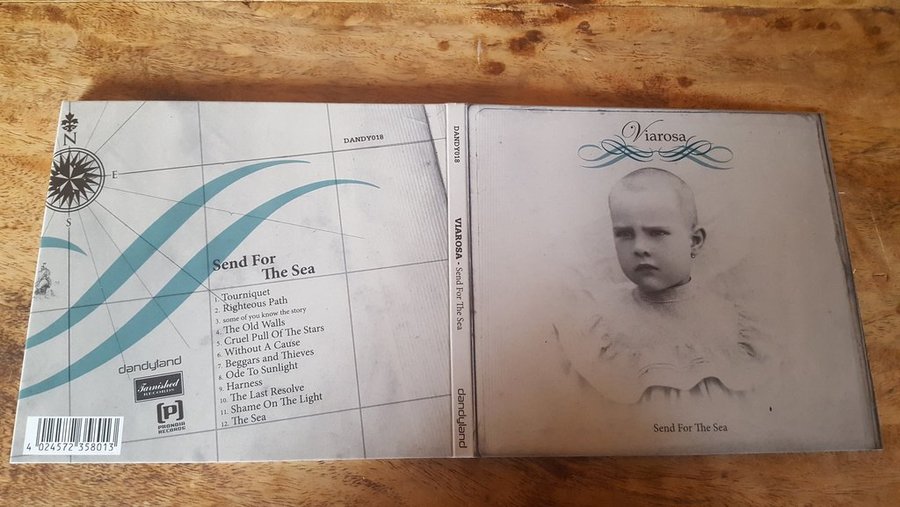 N
E
S
DANDY018
Send For
The Sea
1. Tourniquet
2. Righteous Path
3. some of you know the story
4. The Old Walls
5. Cruel Pull Of The Stars
6. Without A Cause
7. Beggars and Thieves
8. Ode To Sunlight
9. Harness
10. The Last Resolve
11. Shame On The Light
12. The Sea
dandyland
Tarnished
RECORDS
[P]
PRONOIA
RECORDS
4 024572 358013
DANDY018
VIAROSA - Send For The Sea
dandyland
Viarosa
Send For The Sea